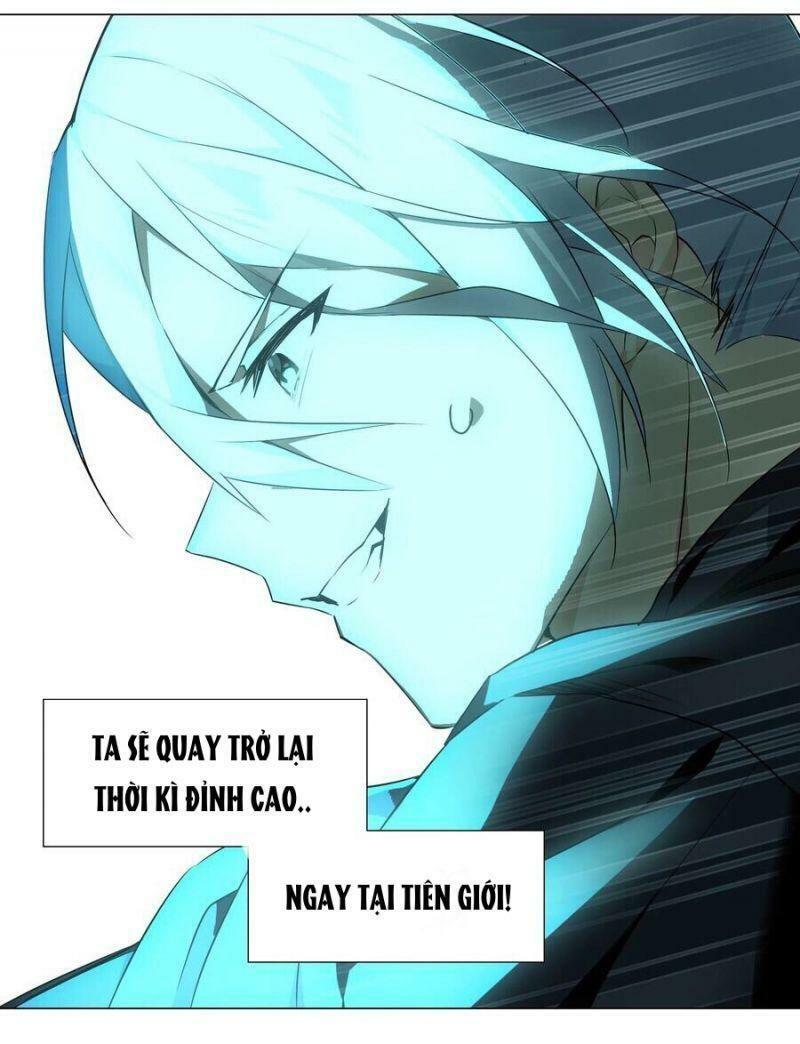 TA SẼ QUAY TRỞ LẠI
THỜI KÌ ĐỈNH CAO..
NGAY TẠI TIÊN GIỚI!